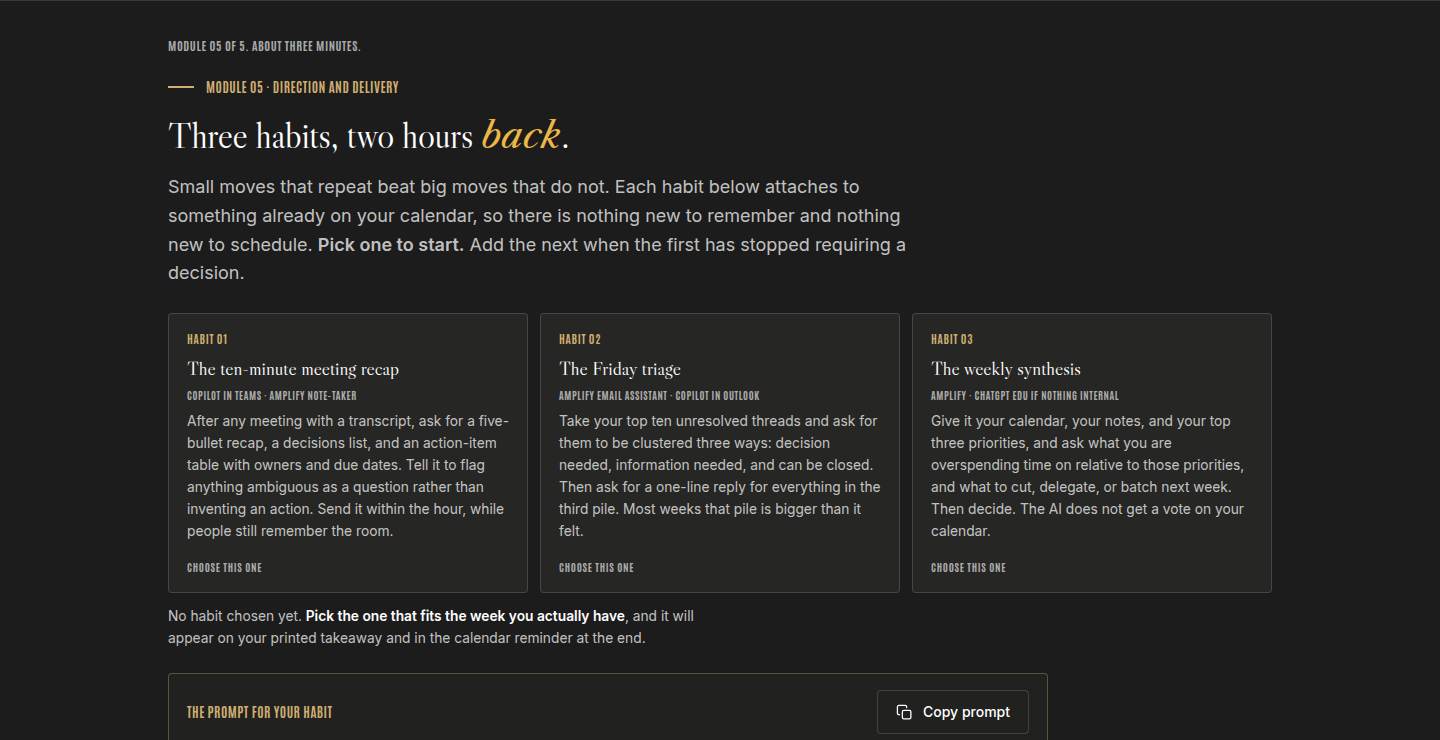 MODULE 05 OF 5. ABOUT THREE MINUTES.
MODULE 05 · DIRECTION AND DELIVERY
Three habits, two hours back.
Small moves that repeat beat big moves that do not. Each habit below attaches to
something already on your calendar, so there is nothing new to remember and nothing
new to schedule. Pick one to start. Add the next when the first has stopped requiring a
decision.
HABIT 01
The ten-minute meeting recap
COPILOT IN TEAMS · AMPLIFY NOTE-TAKER
After any meeting with a transcript, ask for a five-
bullet recap, a decisions list, and an action-item
table with owners and due dates. Tell it to flag
anything ambiguous as a question rather than
inventing an action. Send it within the hour, while
people still remember the room.
CHOOSE THIS ONE
HABIT 02
The Friday triage
AMPLIFY EMAIL ASSISTANT · COPILOT IN OUTLOOK
Take your top ten unresolved threads and ask for
them to be clustered three ways: decision
needed, information needed, and can be closed.
Then ask for a one-line reply for everything in the
third pile. Most weeks that pile is bigger than it
felt.
CHOOSE THIS ONE
HABIT 03
The weekly synthesis
AMPLIFY · CHATGPT EDU IF NOTHING INTERNAL
Give it your calendar, your notes, and your top
three priorities, and ask what you are
overspending time on relative to those priorities,
and what to cut, delegate, or batch next week.
Then decide. The AI does not get a vote on your
calendar.
CHOOSE THIS ONE
No habit chosen yet. Pick the one that fits the week you actually have, and it will
appear on your printed takeaway and in the calendar reminder at the end.
THE PROMPT FOR YOUR HABIT
Copy prompt